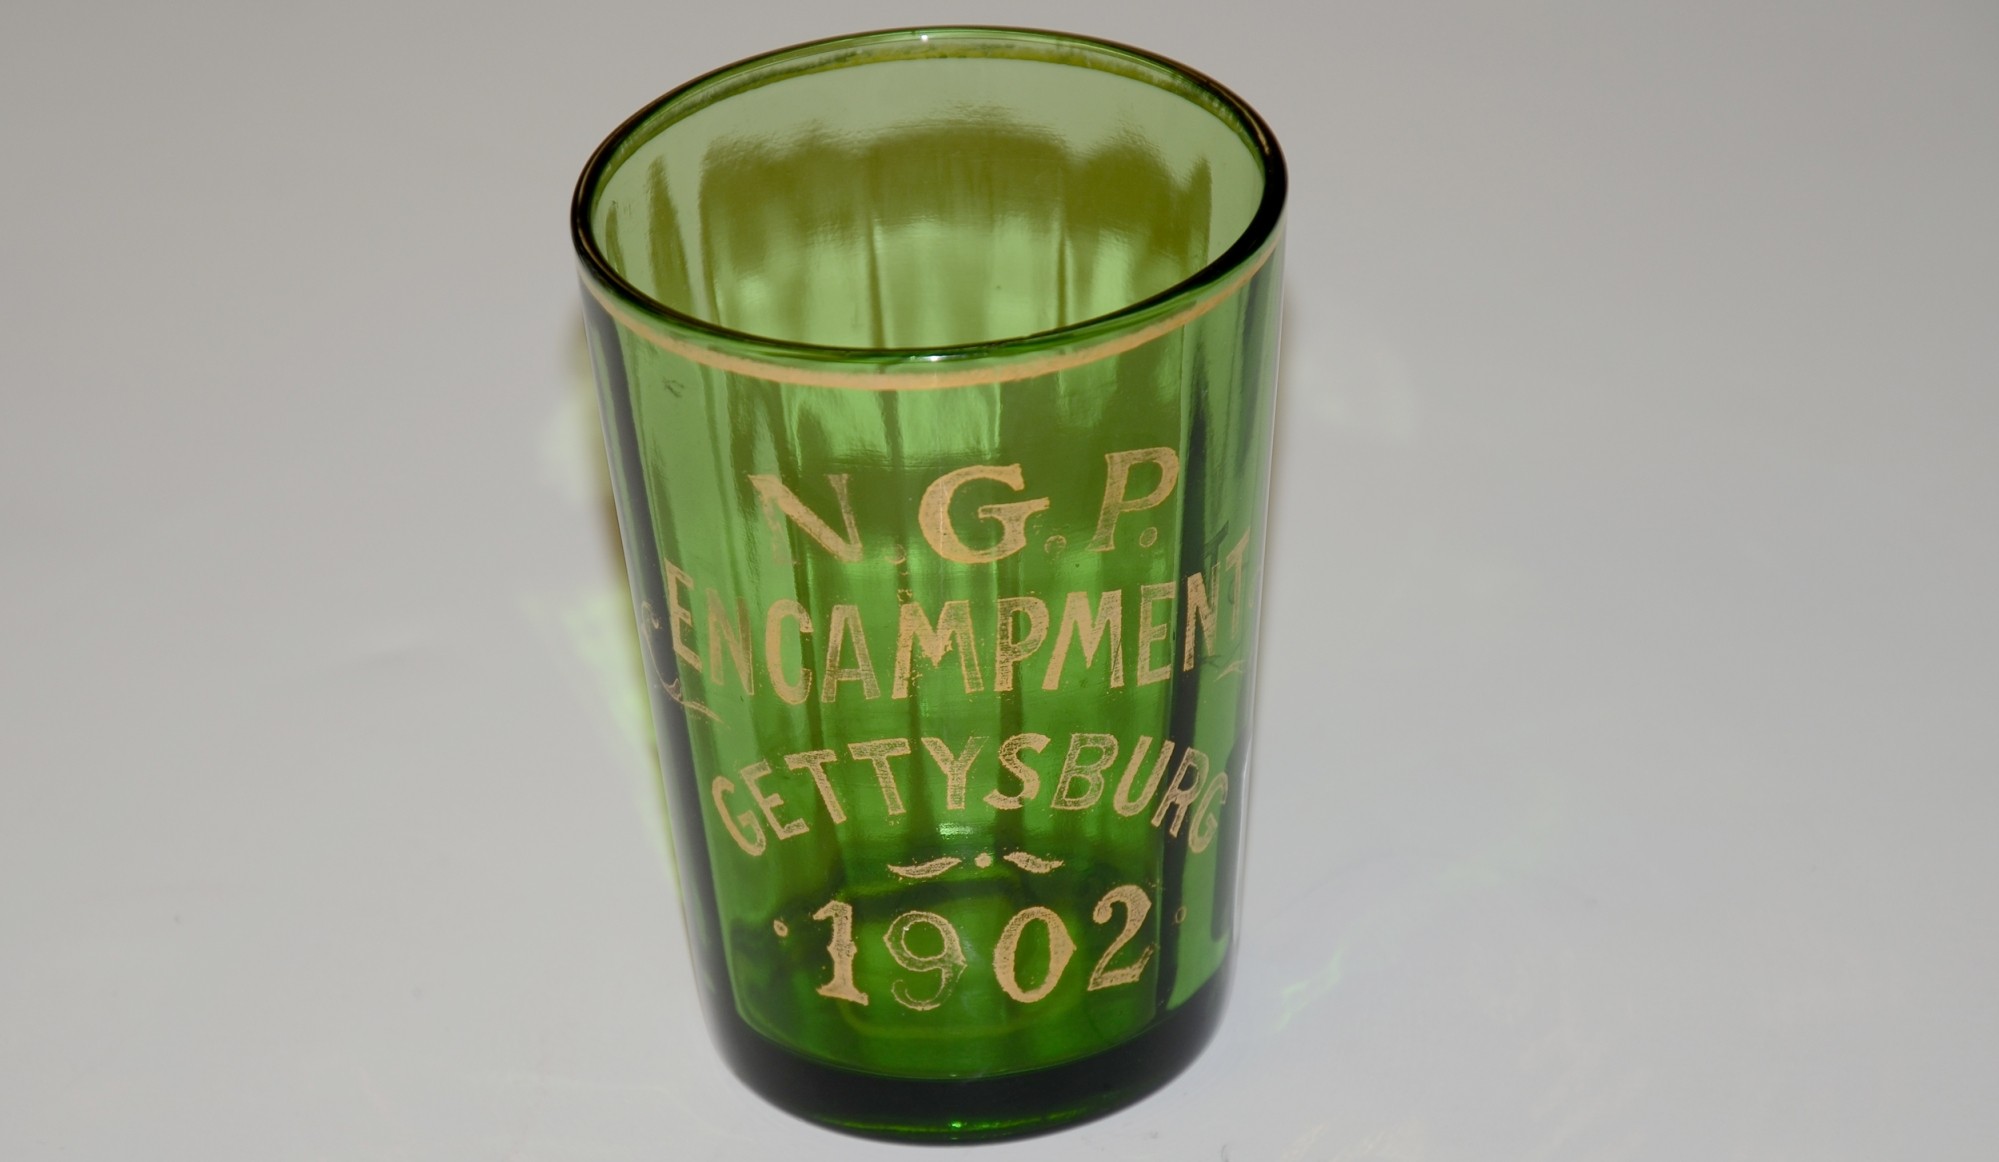 N.G.P.
ENCAMPMENT
GETTYSBURG
1902